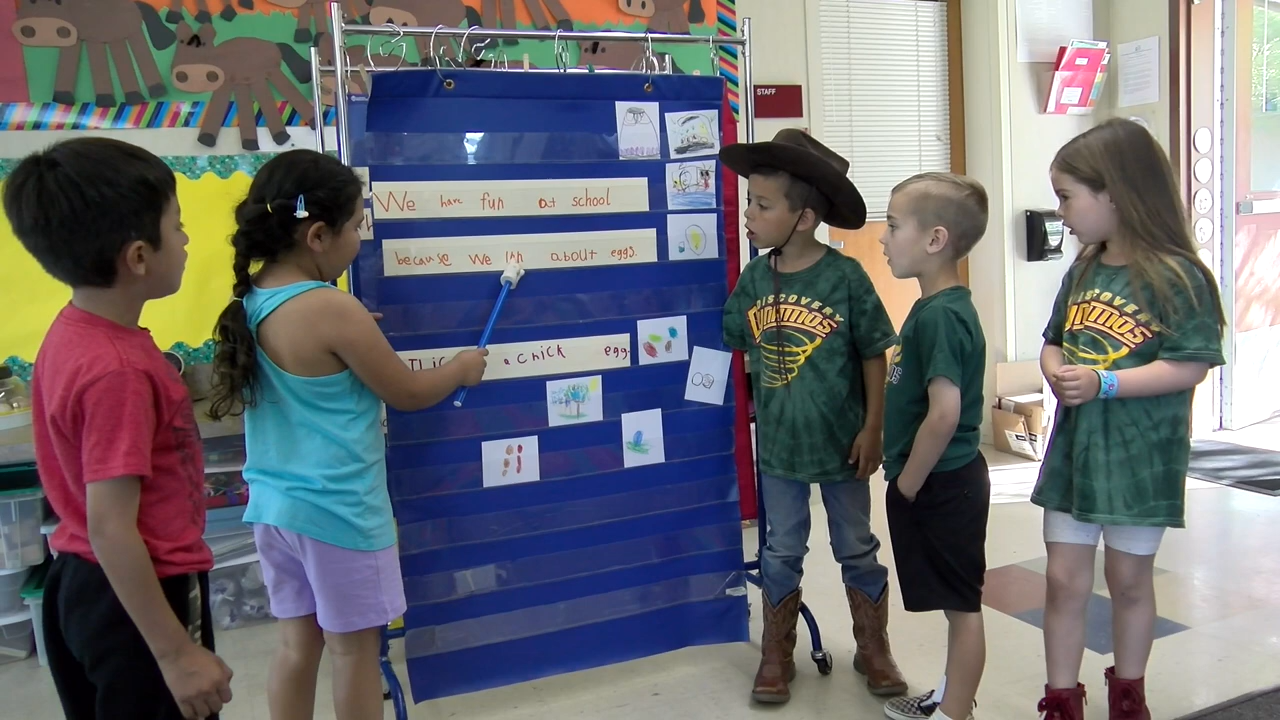 STAFF
We have fun at school
because We lrn about eggs.
a chick egg.
DISCOVERY
DISCOVERY